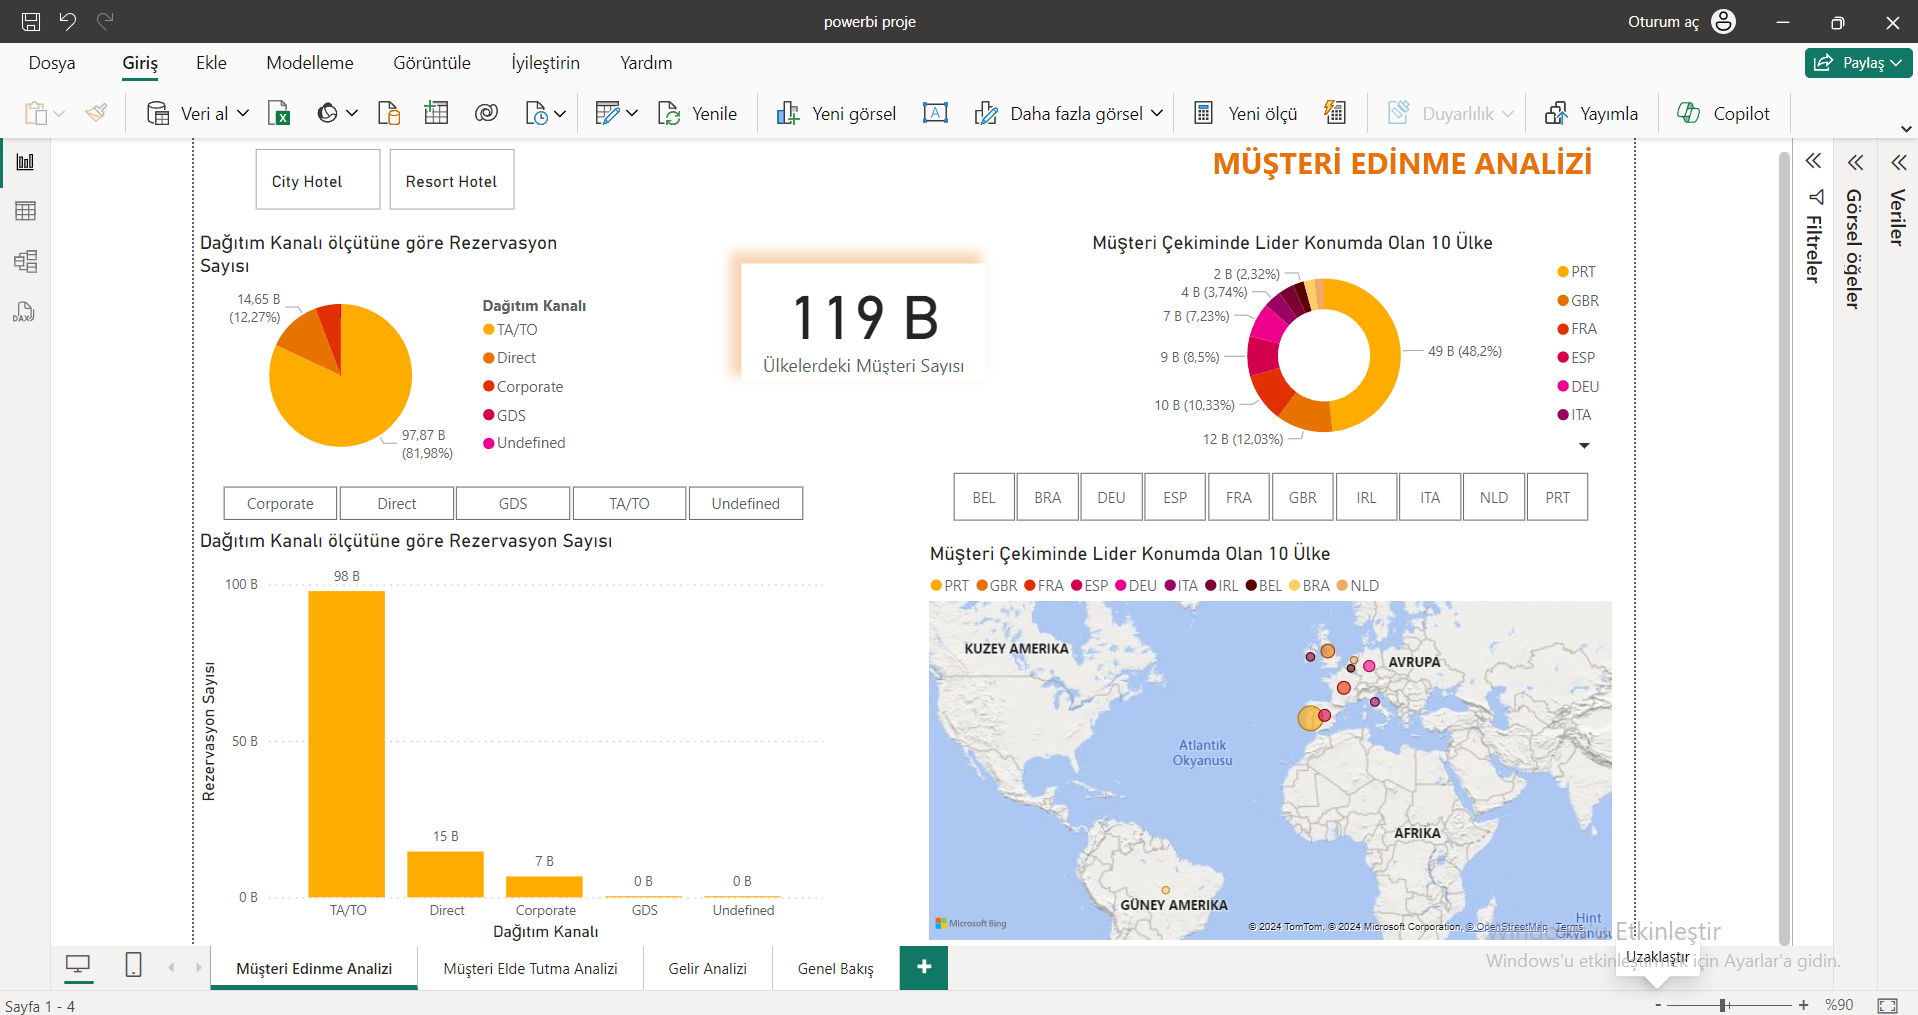 powerbi proje
Oturum aç
Dosya
Giriş
Ekle
Modelleme
Görüntüle
İyileştirin
Yardım
Paylaş
Veri al
Yenile
Yeni görsel
Daha fazla görsel
Yeni ölçü
Duyarlılık
Yayımla
Copilot
City Hotel
Resort Hotel
MÜŞTERİ EDİNME ANALİZİ
Filtreler
Görsel öğeler
Veriler
Dağıtım Kanalı ölçütüne göre Rezervasyon
Sayısı
14,65 B
(12,27%)
97,87 B
(81,98%)
Dağıtım Kanalı
TA/TO
Direct
Corporate
GDS
Undefined
119 B
Ülkelerdeki Müşteri Sayısı
Müşteri Çekiminde Lider Konumda Olan 10 Ülke
2 B (2,32%)
4 B (3,74%)
7 B (7,23%)
9 B (8,5%)
10 B (10,33%)
12 B (12,03%)
49 B (48,2%)
PRT
GBR
FRA
ESP
DEU
ITA
Corporate
Direct
GDS
TA/TO
Undefined
BEL
BRA
DEU
ESP
FRA
GBR
IRL
ITA
NLD
PRT
Dağıtım Kanalı ölçütüne göre Rezervasyon Sayısı
Rezervasyon Sayısı
100 B
50 B
0 B
98 B
15 B
7 B
0 B
0 B
TA/TO
Direct
Corporate
GDS
Undefined
Dağıtım Kanalı
Müşteri Çekiminde Lider Konumda Olan 10 Ülke
PRT GBR FRA ESP DEU ITA IRL BEL BRA NLD
KUZEY AMERIKA
AVRUPA
Atlantik
Okyanusu
AFRIKA
GÜNEY AMERIKA
Hint
Okyanusu
Microsoft Bing
© 2024 TomTom, © 2024 Microsoft Corporation, © OpenStreetMap Terms
Etkinleştir
Windows'u etkinleştirmek için Ayarlar'a gidin.
Uzaklaştır
Müşteri Edinme Analizi
Müşteri Elde Tutma Analizi
Gelir Analizi
Genel Bakış
Sayfa 1 - 4
- + %90